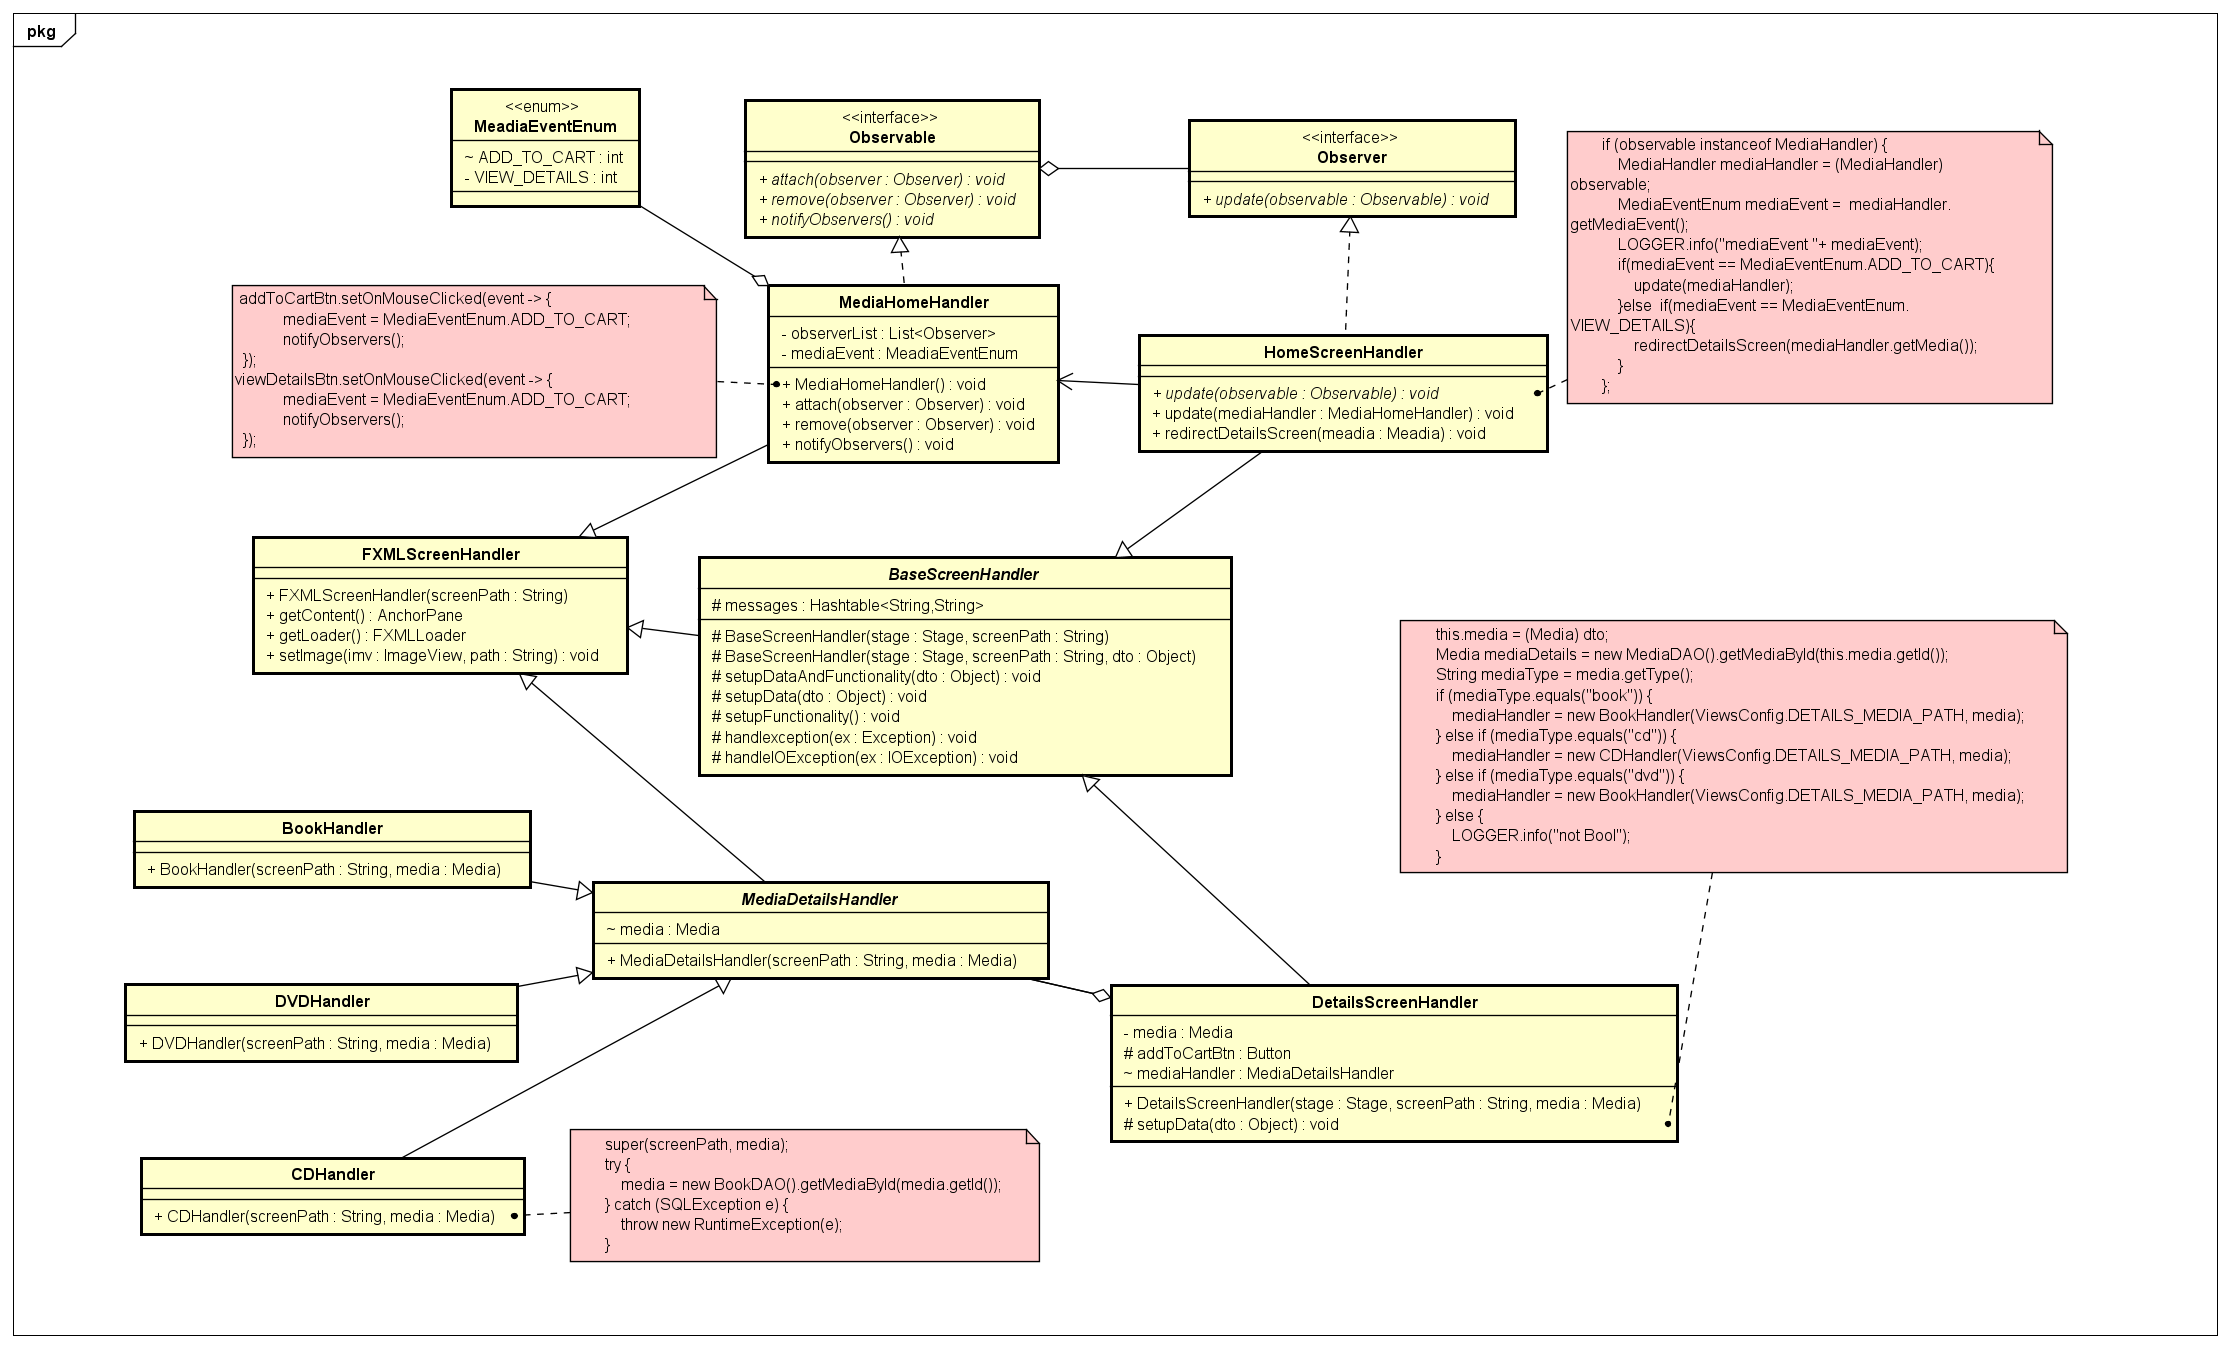 pkg
<<enum>>
MeadiaEventEnum
~ ADD_TO_CART : int
- VIEW_DETAILS : int
<<interface>>
Observable
+ attach(observer : Observer) : void
+ remove(observer : Observer) : void
+ notifyObservers() : void
<<interface>>
Observer
+ update(observable : Observable) : void
if (observable instanceof MediaHandler) {
MediaHandler mediaHandler = (MediaHandler)
observable;
MediaEventEnum mediaEvent =  mediaHandler.
getMediaEvent();
LOGGER.info("mediaEvent "+ mediaEvent);
if(mediaEvent == MediaEventEnum.ADD_TO_CART){
update(mediaHandler);
}else  if(mediaEvent == MediaEventEnum.
VIEW_DETAILS){
redirectDetailsScreen(mediaHandler.getMedia());
}
};
addToCartBtn.setOnMouseClicked(event -> {
mediaEvent = MediaEventEnum.ADD_TO_CART;
notifyObservers();
});
viewDetailsBtn.setOnMouseClicked(event -> {
mediaEvent = MediaEventEnum.ADD_TO_CART;
notifyObservers();
});
MediaHomeHandler
- observerList : List<Observer>
- mediaEvent : MeadiaEventEnum
+ MediaHomeHandler() : void
+ attach(observer : Observer) : void
+ remove(observer : Observer) : void
+ notifyObservers() : void
HomeScreenHandler
+ update(observable : Observable) : void
+ update(mediaHandler : MediaHomeHandler) : void
+ redirectDetailsScreen(meadia : Meadia) : void
FXMLScreenHandler
+ FXMLScreenHandler(screenPath : String)
+ getContent() : AnchorPane
+ getLoader() : FXMLLoader
+ setImage(imv : ImageView, path : String) : void
BaseScreenHandler
# messages : Hashtable<String,String>
# BaseScreenHandler(stage : Stage, screenPath : String)
# BaseScreenHandler(stage : Stage, screenPath : String, dto : Object)
# setupDataAndFunctionality(dto : Object) : void
# setupData(dto : Object) : void
# setupFunctionality() : void
# handlexception(ex : Exception) : void
# handleIOException(ex : IOException) : void
this.media = (Media) dto;
Media mediaDetails = new MediaDAO().getMediaById(this.media.getId());
String mediaType = media.getType();
if (mediaType.equals("book")) {
mediaHandler = new BookHandler(ViewsConfig.DETAILS_MEDIA_PATH, media);
} else if (mediaType.equals("cd")) {
mediaHandler = new CDHandler(ViewsConfig.DETAILS_MEDIA_PATH, media);
} else if (mediaType.equals("dvd")) {
mediaHandler = new BookHandler(ViewsConfig.DETAILS_MEDIA_PATH, media);
} else {
LOGGER.info("not Bool");
}
BookHandler
+ BookHandler(screenPath : String, media : Media)
MediaDetailsHandler
~ media : Media
+ MediaDetailsHandler(screenPath : String, media : Media)
DVDHandler
+ DVDHandler(screenPath : String, media : Media)
DetailsScreenHandler
- media : Media
# addToCartBtn : Button
~ mediaHandler : MediaDetailsHandler
+ DetailsScreenHandler(stage : Stage, screenPath : String, media : Media)
# setupData(dto : Object) : void
CDHandler
+ CDHandler(screenPath : String, media : Media)
super(screenPath, media);
try {
media = new BookDAO().getMediaById(media.getId());
} catch (SQLException e) {
throw new RuntimeException(e);
}